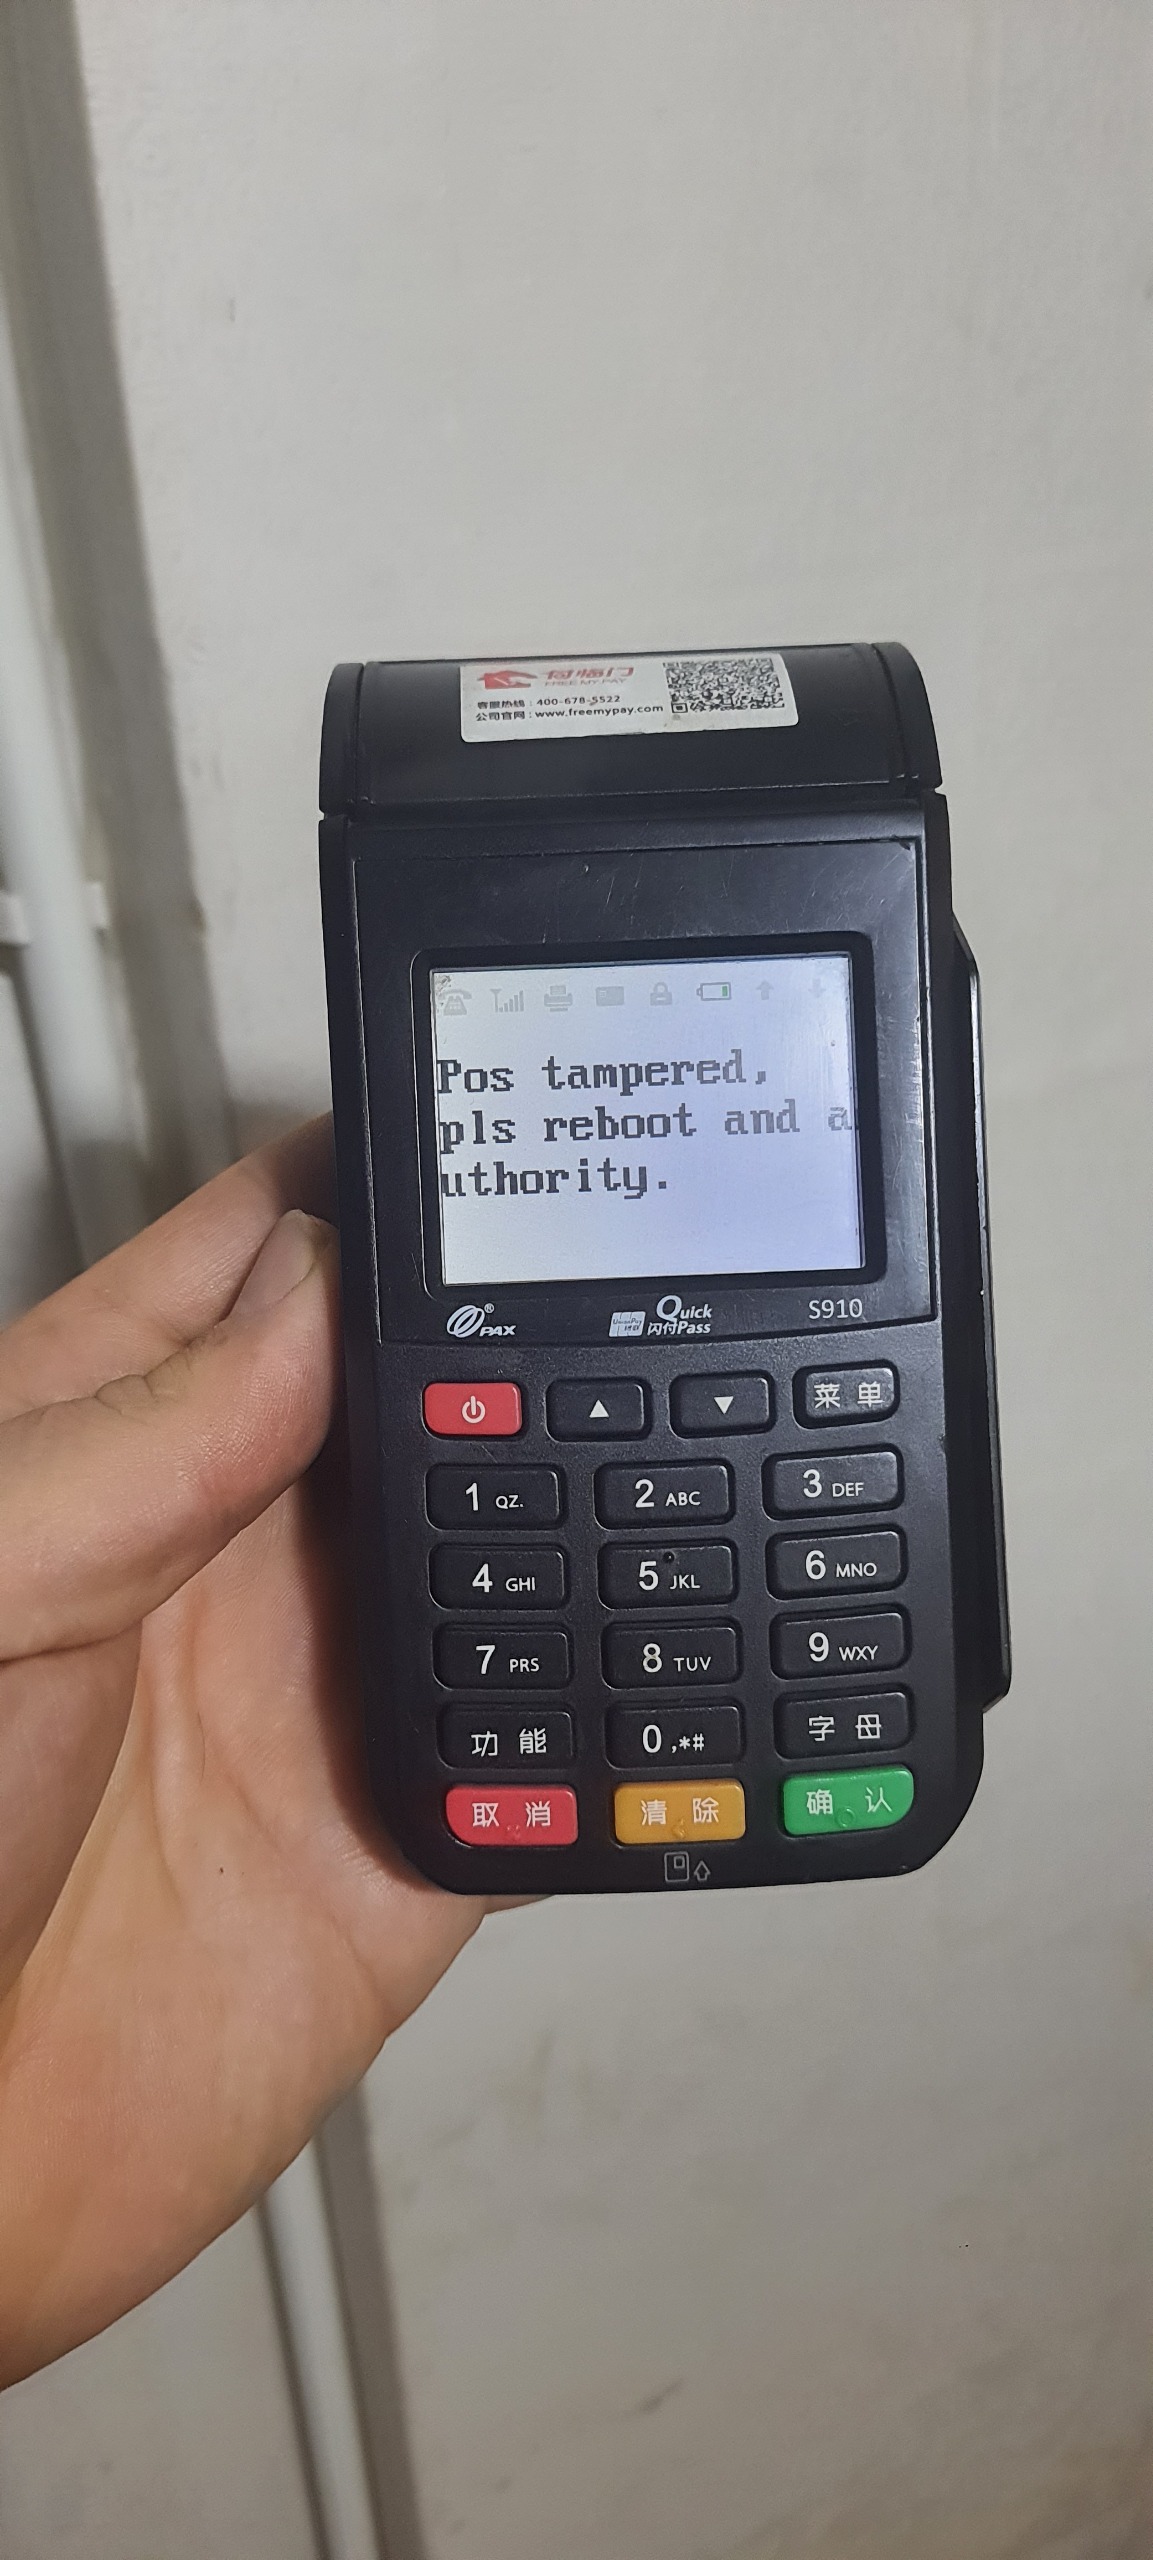 付临门
FREE MY PAY
客服热线：400-678-5522
公司官网：www.freemypay.com
Pos tampered,
pls reboot and a
uthority.
PAX®
UnionPay 银联
Quick
闪付Pass
S910
菜单
1 QZ.
2 ABC
3 DEF
4 GHI
5 JKL
6 MNO
7 PRS
8 TUV
9 WXY
功能
0 ,*#
字母
取消
清除
确认